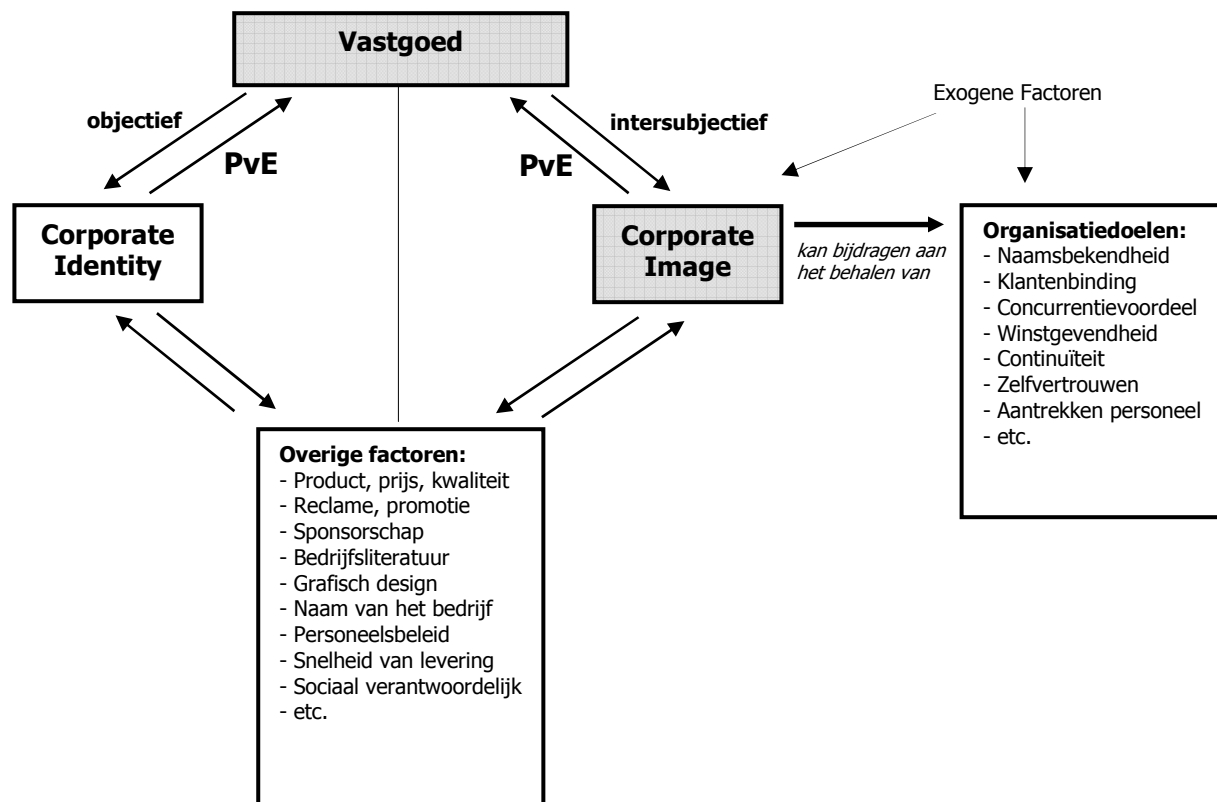 Vastgoed
Exogene Factoren
objectief
intersubjectief
PvE
PvE
Corporate
Identity
Corporate
Image
kan bijdragen aan
het behalen van
Organisatiedoelen:
- Naamsbekendheid
- Klantenbinding
- Concurrentievoordeel
- Winstgevendheid
- Continuïteit
- Zelfvertrouwen
- Aantrekken personeel
- etc.
Overige factoren:
- Product, prijs, kwaliteit
- Reclame, promotie
- Sponsorschap
- Bedrijfsliteratuur
- Grafisch design
- Naam van het bedrijf
- Personeelsbeleid
- Snelheid van levering
- Sociaal verantwoordelijk
- etc.